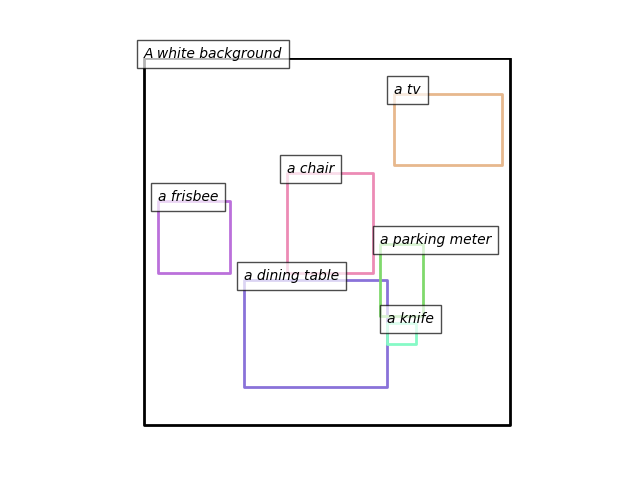 A white background
a tv
a chair
a frisbee
a parking meter
a dining table
a knife